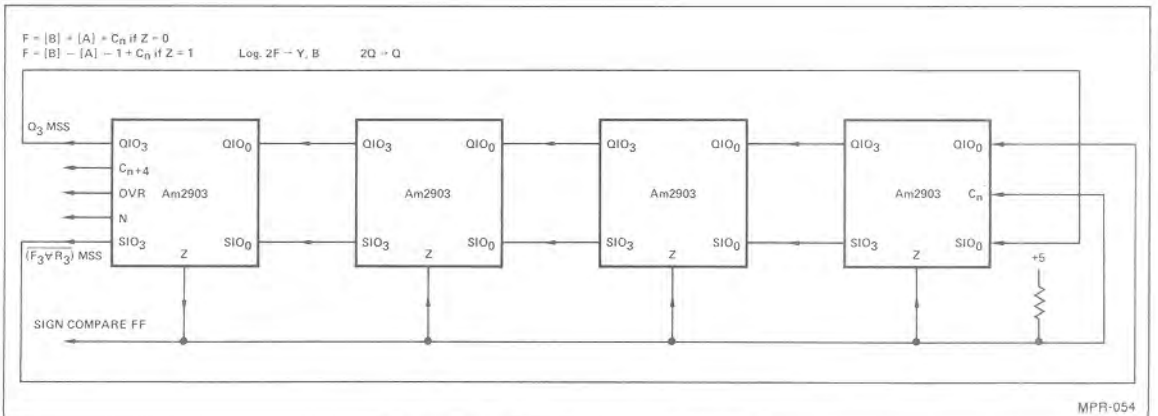 F = [B] + [A] + Cn if Z = 0
F = [B] − [A] − 1 + Cn if Z = 1 Log. 2F → Y, B 2Q → Q
Q3 MSS
QIO3 QIO0 QIO3 QIO0 QIO3 QIO0 QIO3 QIO0
Cn+4
OVR Am2903 Am2903 Am2903 Am2903 Cn
N
SIO3 SIO0 SIO3 SIO0 SIO3 SIO0 SIO3 SIO0
(F3∀R3) MSS Z Z Z Z +5
SIGN COMPARE FF
MPR-054